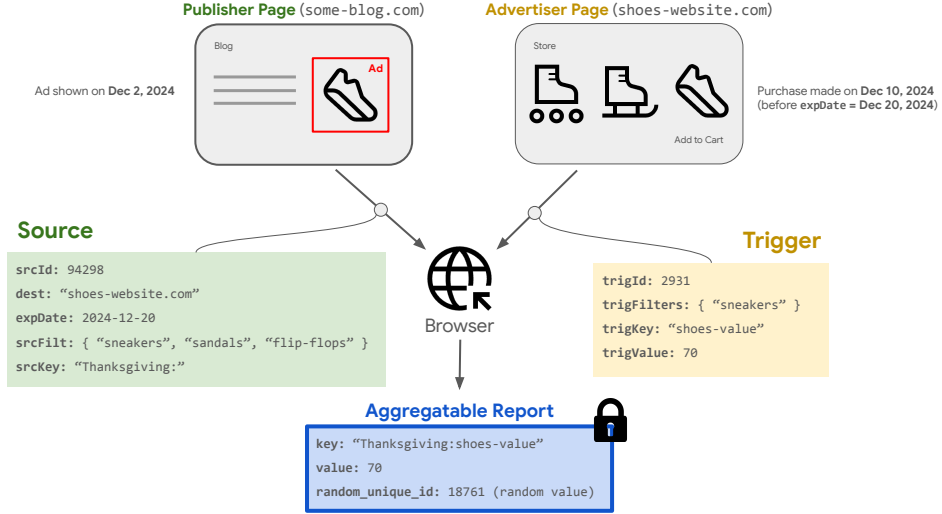 Publisher Page (some-blog.com)
Advertiser Page (shoes-website.com)
Blog
Ad
Store
Add to Cart
Ad shown on Dec 2, 2024
Purchase made on Dec 10, 2024
(before expDate = Dec 20, 2024)
Source
srcId: 94298
dest: “shoes-website.com”
expDate: 2024-12-20
srcFilt: { “sneakers”, “sandals”, “flip-flops” }
srcKey: “Thanksgiving:”
Trigger
trigId: 2931
trigFilters: { “sneakers” }
trigKey: “shoes-value”
trigValue: 70
Browser
Aggregatable Report
key: “Thanksgiving:shoes-value”
value: 70
random_unique_id: 18761 (random value)